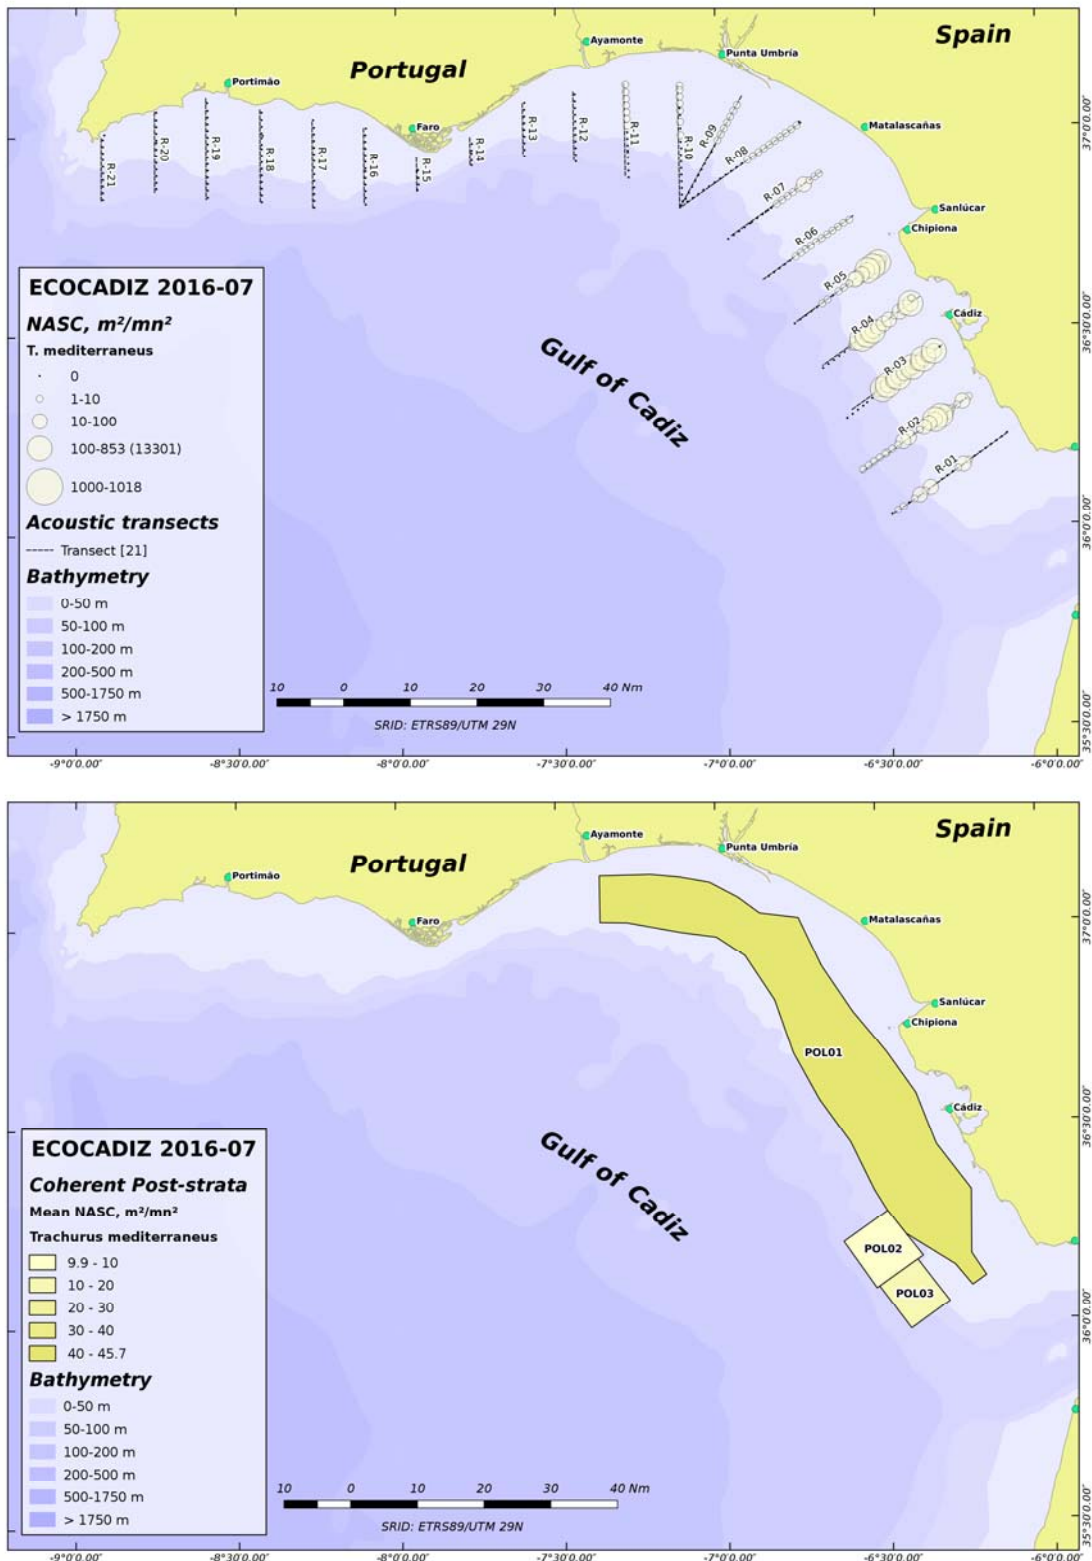 Spain
Portugal
Ayamonte
Punta Umbría
Portimão
Faro
Matalascañas
Sanlúcar
Chipiona
Cádiz
R-21
R-20
R-19
R-18
R-17
R-16
R-15
R-14
R-13
R-12
R-11
R-10
R-09
R-08
R-07
R-06
R-05
R-04
R-03
R-02
R-01
Gulf of Cadiz
37°0'0.00"
36°30'0.00"
36°0'0.00"
35°30'0.00"
ECOCADIZ 2016-07
NASC, m²/mn²
T. mediterraneus
0
1-10
10-100
100-853 (13301)
1000-1018
Acoustic transects
Transect [21]
Bathymetry
0-50 m
50-100 m
100-200 m
200-500 m
500-1750 m
> 1750 m
10 0 10 20 30 40 Nm
SRID: ETRS89/UTM 29N
-9°0'0.00" -8°30'0.00" -8°0'0.00" -7°30'0.00" -7°0'0.00" -6°30'0.00" -6°0'0.00"
Spain
Portugal
Ayamonte
Punta Umbría
Portimão
Faro
Matalascañas
Sanlúcar
Chipiona
Cádiz
POL01
POL02
POL03
Gulf of Cadiz
37°0'0.00"
36°30'0.00"
36°0'0.00"
35°30'0.00"
ECOCADIZ 2016-07
Coherent Post-strata
Mean NASC, m²/mn²
Trachurus mediterraneus
9.9 - 10
10 - 20
20 - 30
30 - 40
40 - 45.7
Bathymetry
0-50 m
50-100 m
100-200 m
200-500 m
500-1750 m
> 1750 m
10 0 10 20 30 40 Nm
SRID: ETRS89/UTM 29N
-9°0'0.00" -8°30'0.00" -8°0'0.00" -7°30'0.00" -7°0'0.00" -6°30'0.00" -6°0'0.00"